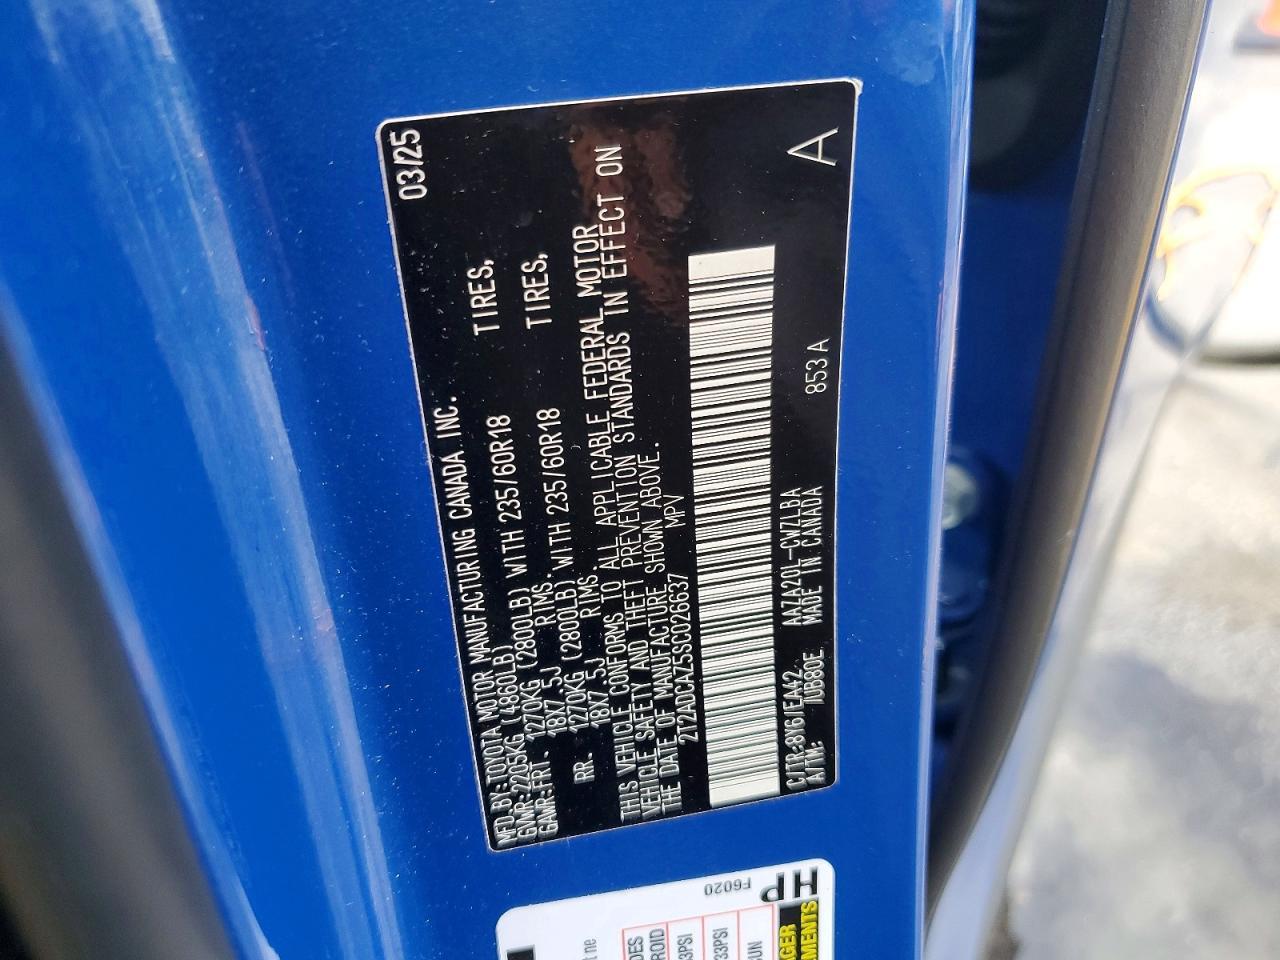 03/25
MFD.BY:TOYOTA MOTOR MANUFACTURING CANADA INC.
GVWR:2205KG (4860LB)
GAWR:FRT. 1270KG (2800LB) WITH 235/60R18 TIRES,
18X7.5J RIMS.
RR. 1270KG (2800LB) WITH 235/60R18 TIRES,
18X7.5J RIMS.
THIS VEHICLE CONFORMS TO ALL APPLICABLE FEDERAL MOTOR
VEHICLE SAFETY AND THEFT PREVENTION STANDARDS IN EFFECT ON
THE DATE OF MANUFACTURE SHOWN ABOVE.
2T2ADCAZ5SC026637 MPV
C/TR:8Y6/EA42 AAZA20L-CWZLBA 853 A
A/TM: /UB80E MADE IN CANADA
A
F6020
HP
33PSI